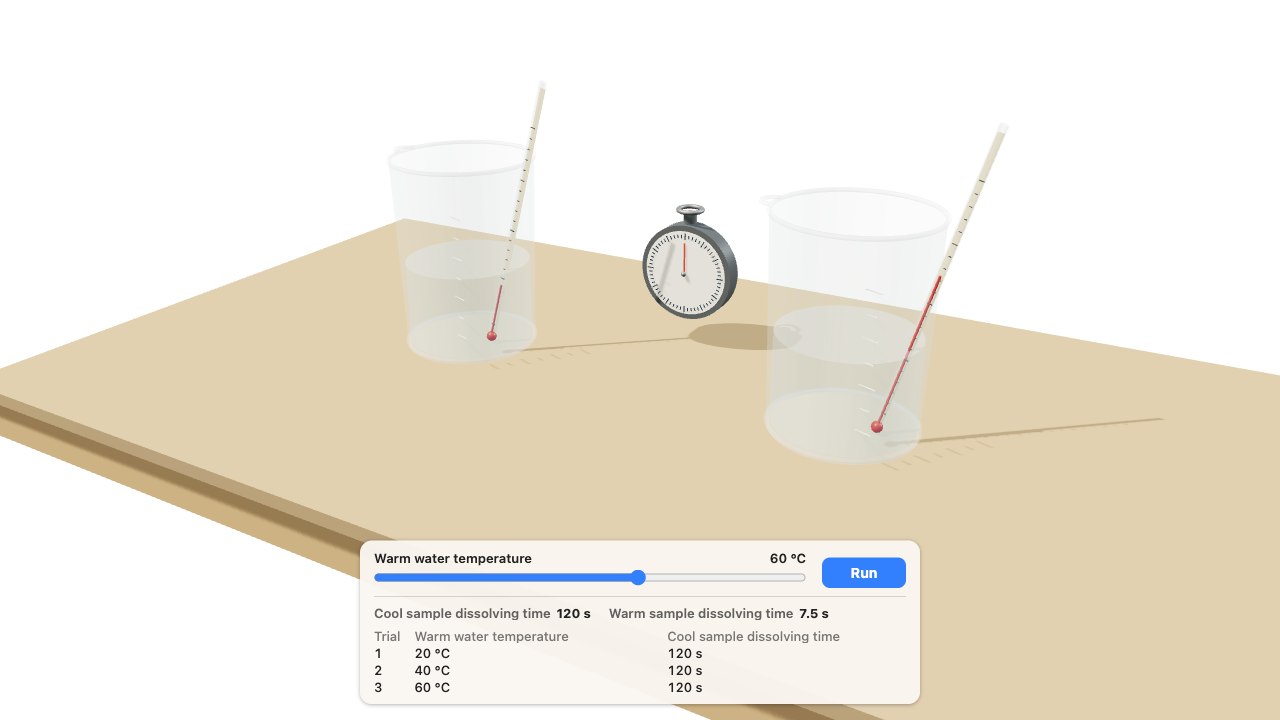 Warm water temperature 60 °C
Run
Cool sample dissolving time 120 s Warm sample dissolving time 7.5 s
Trial Warm water temperature Cool sample dissolving time
1 20 °C 120 s
2 40 °C 120 s
3 60 °C 120 s